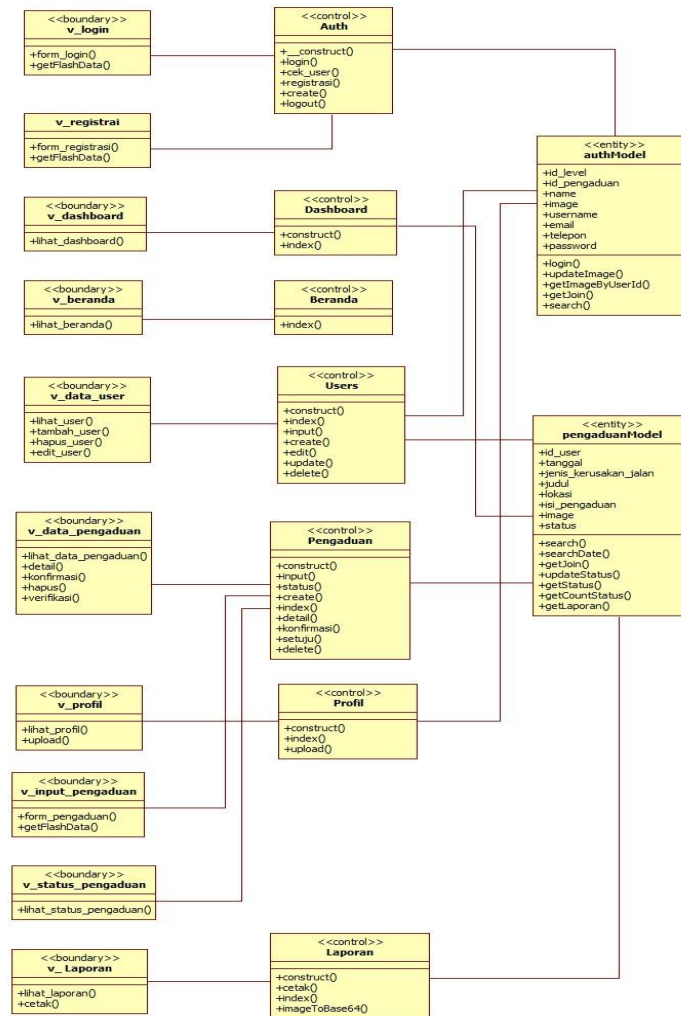 <<boundary>>
v_login
+form_login()
+getFlashData()
<<control>>
Auth
+__construct()
+login()
+cek_user()
+registrasi()
+create()
+logout()
v_registrai
+form_registrasi()
+getFlashData()
<<entity>>
authModel
+id_level
+id_pengaduan
+name
+image
+username
+email
+telepon
+password
+login()
+updateImage()
+getImageByUserId()
+getJoin()
+search()
<<boundary>>
v_dashboard
+lihat_dashboard()
<<control>>
Dashboard
+construct()
+index()
<<boundary>>
v_beranda
+lihat_beranda()
<<control>>
Beranda
+index()
<<boundary>>
v_data_user
+lihat_user()
+tambah_user()
+hapus_user()
+edit_user()
<<control>>
Users
+construct()
+index()
+input()
+create()
+edit()
+update()
+delete()
<<entity>>
pengaduanModel
+id_user
+tanggal
+jenis_kerusakan_jalan
+judul
+lokasi
+isi_pengaduan
+image
+status
+search()
+searchDate()
+getJoin()
+updateStatus()
+getStatus()
+getCountStatus()
+getLaporan()
<<boundary>>
v_data_pengaduan
+lihat_data_pengaduan()
+detail()
+konfirmasi()
+hapus()
+verifikasi()
<<control>>
Pengaduan
+construct()
+input()
+status()
+create()
+index()
+detail()
+konfirmasi()
+setuju()
+delete()
<<boundary>>
v_profil
+lihat_profil()
+upload()
<<control>>
Profil
+construct()
+index()
+upload()
<<boundary>>
v_input_pengaduan
+form_pengaduan()
+getFlashData()
<<boundary>>
v_status_pengaduan
+lihat_status_pengaduan()
<<boundary>>
v_ Laporan
+lihat_laporan()
+cetak()
<<control>>
Laporan
+construct()
+cetak()
+index()
+imageToBase64()